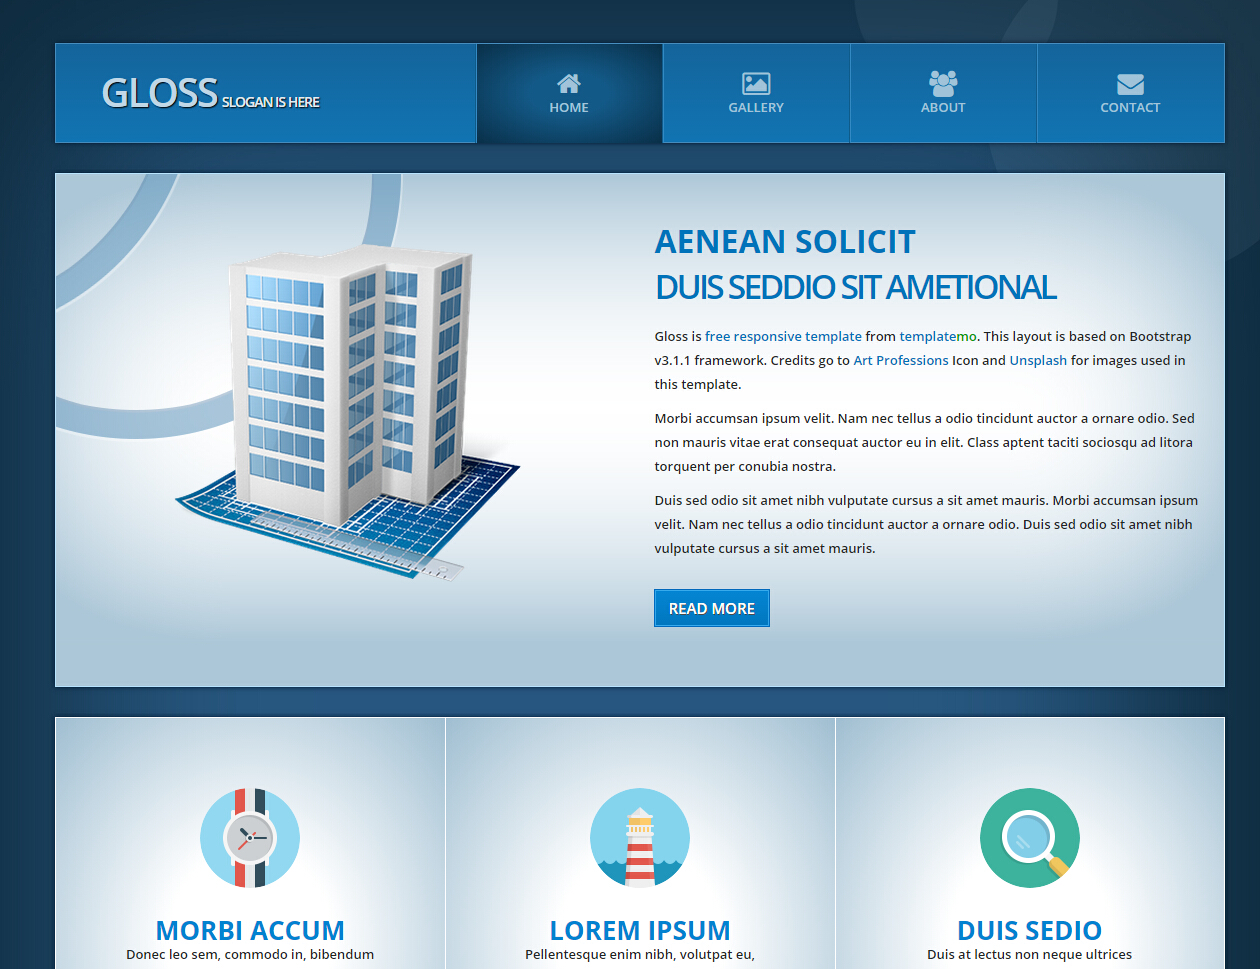 GLOSS SLOGAN IS HERE
HOME
GALLERY
ABOUT
CONTACT
AENEAN SOLICIT
DUIS SEDDIO SIT AMETIONAL
Gloss is free responsive template from templatemo. This layout is based on Bootstrap
v3.1.1 framework. Credits go to Art Professions Icon and Unsplash for images used in
this template.
Morbi accumsan ipsum velit. Nam nec tellus a odio tincidunt auctor a ornare odio. Sed
non mauris vitae erat consequat auctor eu in elit. Class aptent taciti sociosqu ad litora
torquent per conubia nostra.
Duis sed odio sit amet nibh vulputate cursus a sit amet mauris. Morbi accumsan ipsum
velit. Nam nec tellus a odio tincidunt auctor a ornare odio. Duis sed odio sit amet nibh
vulputate cursus a sit amet mauris.
READ MORE
MORBI ACCUM
Donec leo sem, commodo in, bibendum
LOREM IPSUM
Pellentesque enim nibh, volutpat eu,
DUIS SEDIO
Duis at lectus non neque ultrices